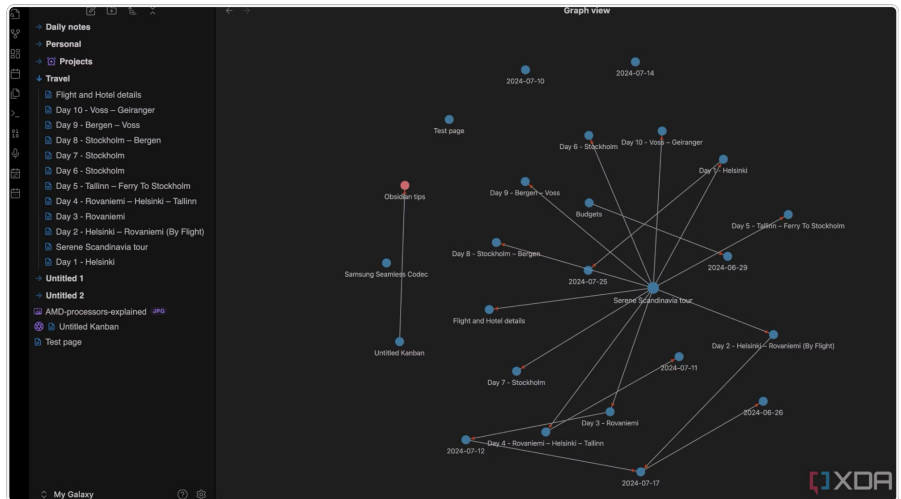 Graph view
Daily notes
Personal
Projects
Travel
Flight and Hotel details
Day 10 - Voss – Geiranger
Day 9 - Bergen – Voss
Day 8 - Stockholm – Bergen
Day 7 - Stockholm
Day 6 - Stockholm
Day 5 - Tallinn – Ferry To Stockholm
Day 4 - Rovaniemi – Helsinki – Tallinn
Day 3 - Rovaniemi
Day 2 - Helsinki – Rovaniemi (By Flight)
Serene Scandinavia tour
Day 1 - Helsinki
Untitled 1
Untitled 2
AMD-processors-explained JPG
Untitled Kanban
Test page
My Galaxy
2024-07-14
2024-07-10
Test page
Day 6 - Stockholm
Day 10 - Voss – Geiranger
Day 1 - Helsinki
Obsidian tips
Day 9 - Bergen – Voss
Budgets
Day 5 - Tallinn – Ferry To Stockholm
Day 8 - Stockholm – Bergen
2024-06-29
Samsung Seamless Codec
2024-07-25
Serene Scandinavia tour
Flight and Hotel details
Day 2 - Helsinki – Rovaniemi (By Flight)
Untitled Kanban
2024-07-11
Day 7 - Stockholm
2024-06-26
Day 3 - Rovaniemi
Day 4 - Rovaniemi – Helsinki – Tallinn
2024-07-12
2024-07-17
XDA